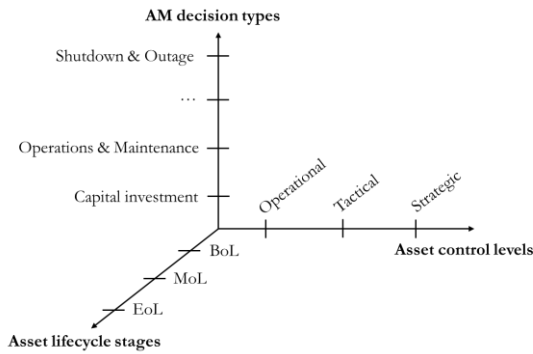 AM decision types
Shutdown & Outage
...
Operations & Maintenance
Capital investment
Operational
Tactical
Strategic
Asset control levels
BoL
MoL
EoL
Asset lifecycle stages